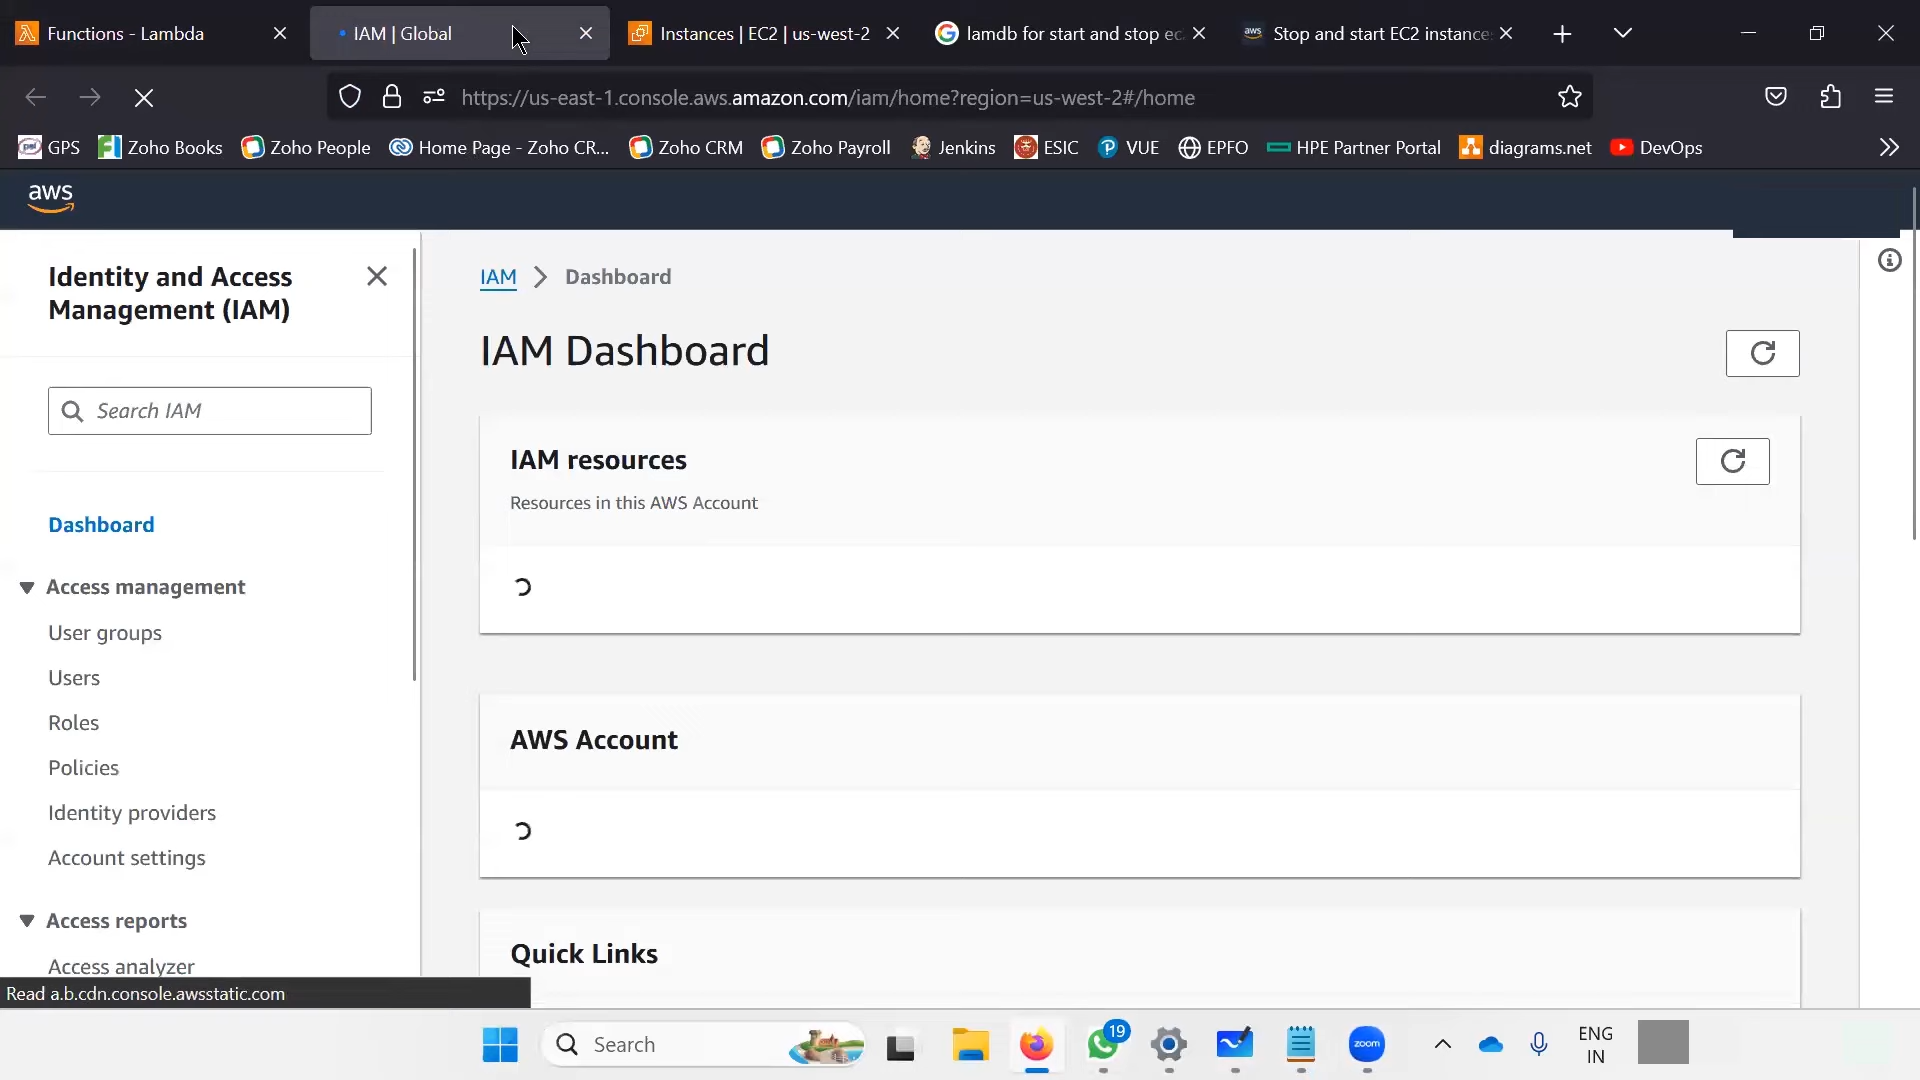 Functions - Lambda
IAM | Global
Instances | EC2 | us-west-2
lamdb for start and stop ec
Stop and start EC2 instance
https://us-east-1.console.aws.amazon.com/iam/home?region=us-west-2#/home
GPS
Zoho Books
Zoho People
Home Page - Zoho CR...
Zoho CRM
Zoho Payroll
Jenkins
ESIC
VUE
EPFO
HPE Partner Portal
diagrams.net
DevOps
aws
Identity and Access
Management (IAM)
Search IAM
Dashboard
Access management
User groups
Users
Roles
Policies
Identity providers
Account settings
Access reports
Access analyzer
IAM > Dashboard
IAM Dashboard
IAM resources
Resources in this AWS Account
AWS Account
Quick Links
Read a.b.cdn.console.awsstatic.com
Search
19
zoom
ENG
IN